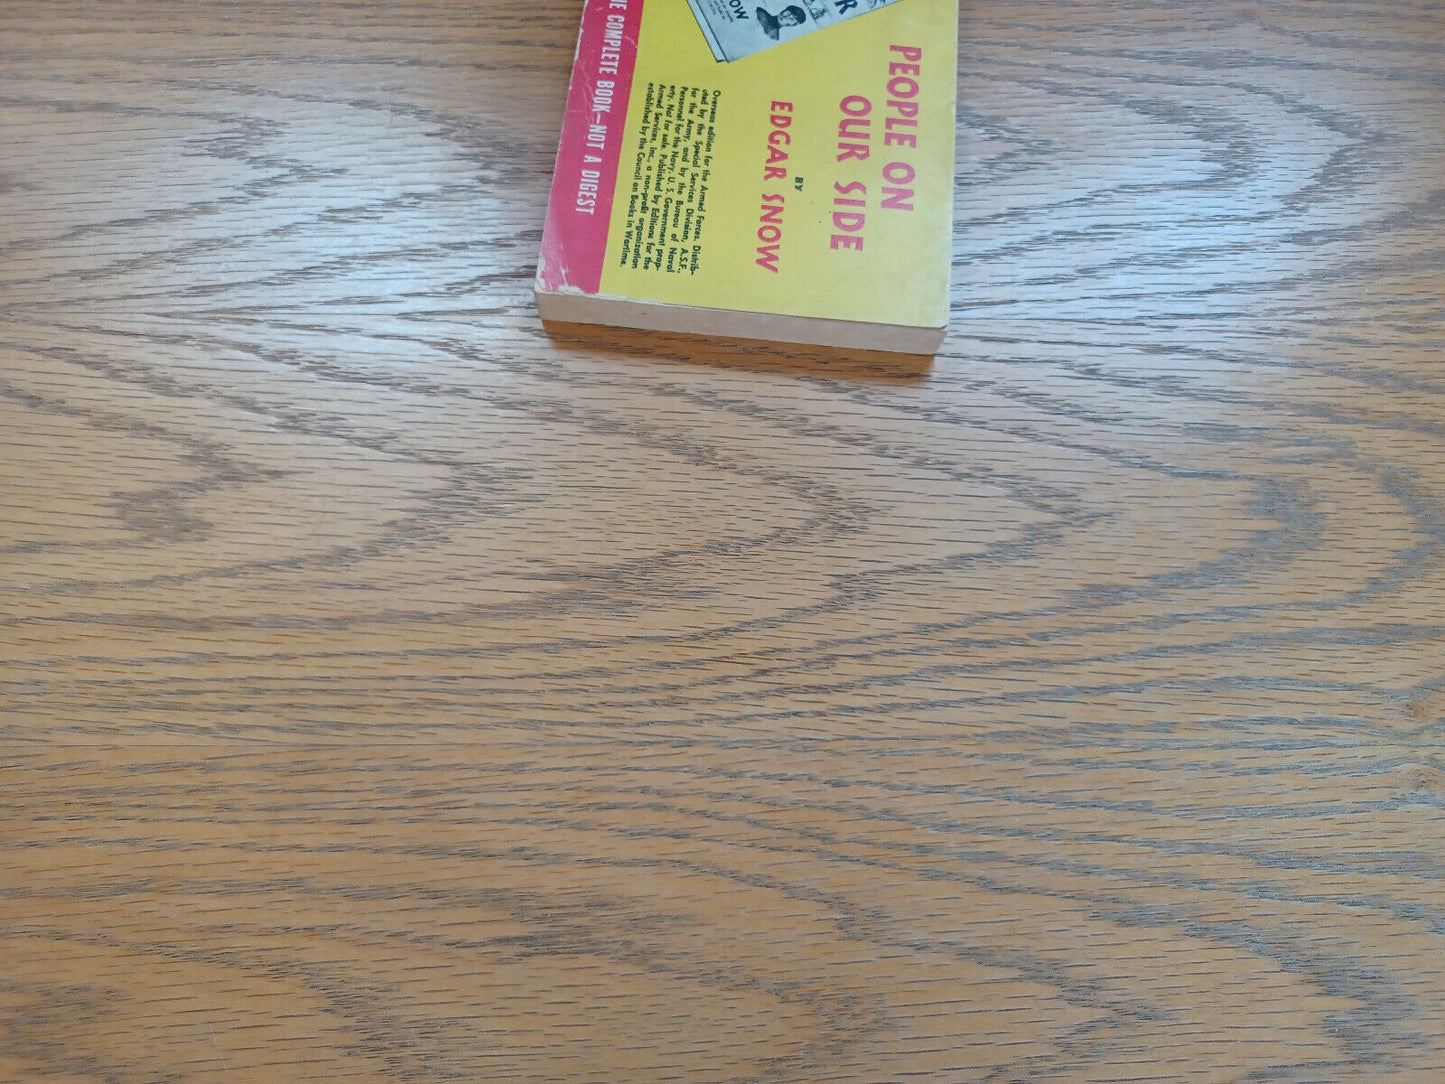 PEOPLE ON
OUR SIDE
BY
EDGAR SNOW
OW
R
Overseas edition for the Armed Forces. Distrib-
uted by the Special Services Division, A.S.F.,
for the Army, and by the Bureau of Naval
Personnel for the Navy. U. S. Government prop-
erty. Not for sale. Published by Editions for the
Armed Services, Inc., a non-profit organization
established by the Council on Books in Wartime.
HE COMPLETE BOOK—NOT A DIGEST